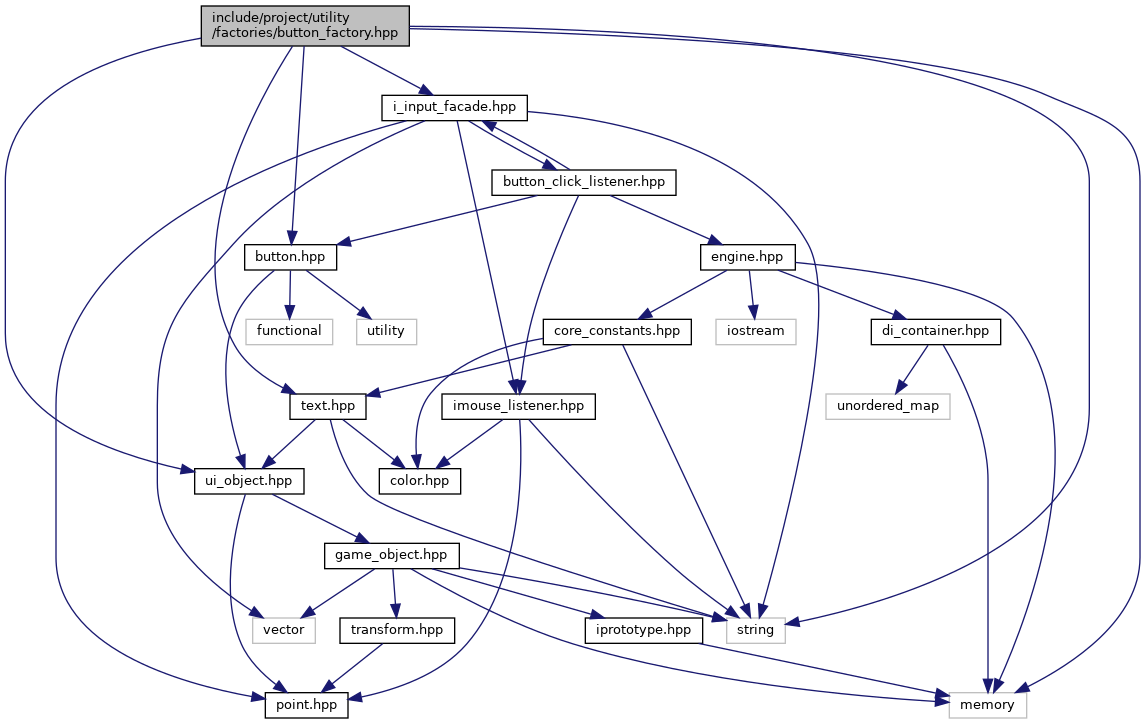 include/project/utility
/factories/button_factory.hpp
i_input_facade.hpp
button_click_listener.hpp
button.hpp
engine.hpp
functional
utility
core_constants.hpp
iostream
di_container.hpp
text.hpp
imouse_listener.hpp
unordered_map
ui_object.hpp
color.hpp
game_object.hpp
vector
transform.hpp
iprototype.hpp
string
point.hpp
memory